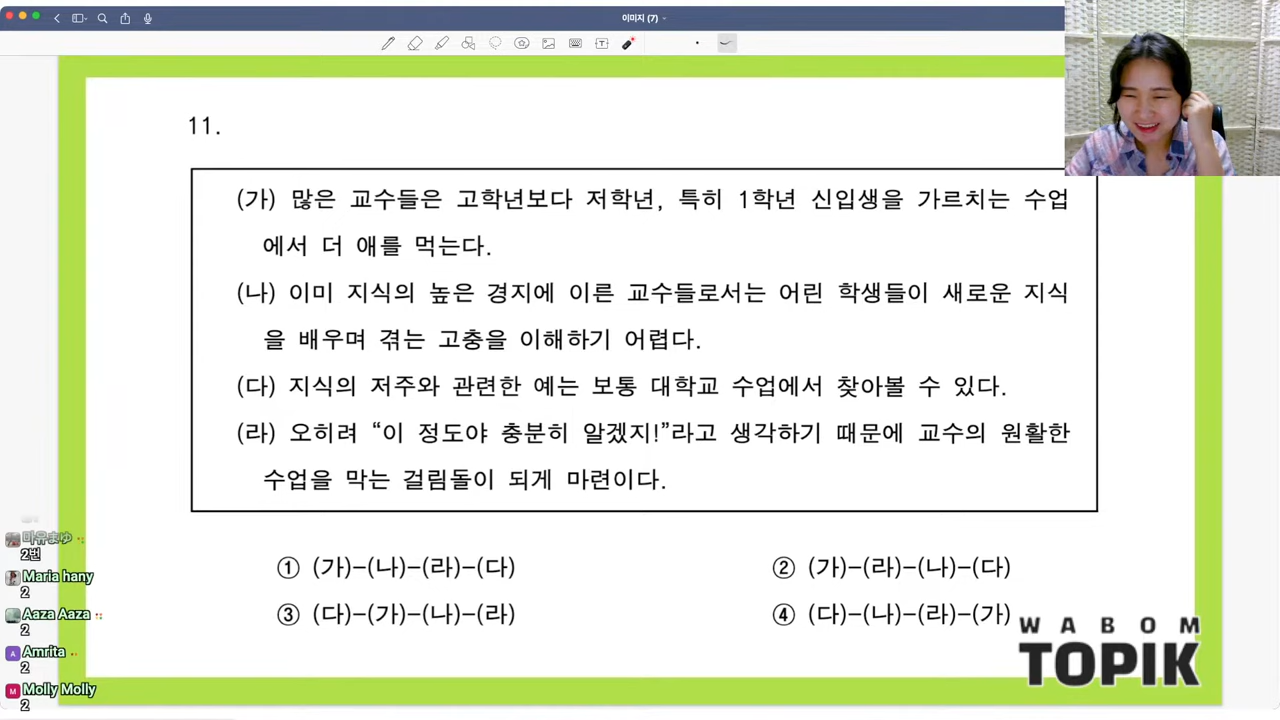 이미지 (7)
11.
(가) 많은 교수들은 고학년보다 저학년, 특히 1학년 신입생을 가르치는 수업
에서 더 애를 먹는다.
(나) 이미 지식의 높은 경지에 이른 교수들로서는 어린 학생들이 새로운 지식
을 배우며 겪는 고충을 이해하기 어렵다.
(다) 지식의 저주와 관련한 예는 보통 대학교 수업에서 찾아볼 수 있다.
(라) 오히려 “이 정도야 충분히 알겠지!”라고 생각하기 때문에 교수의 원활한
수업을 막는 걸림돌이 되게 마련이다.
① (가)–(나)–(라)–(다)
② (가)–(라)–(나)–(다)
③ (다)–(가)–(나)–(라)
④ (다)–(나)–(라)–(가)
마유まゆ
2번
Maria hany
2
Aaza Aaza
2
A
Amrita
2
M
Molly Molly
2
WABOM
TOPIK